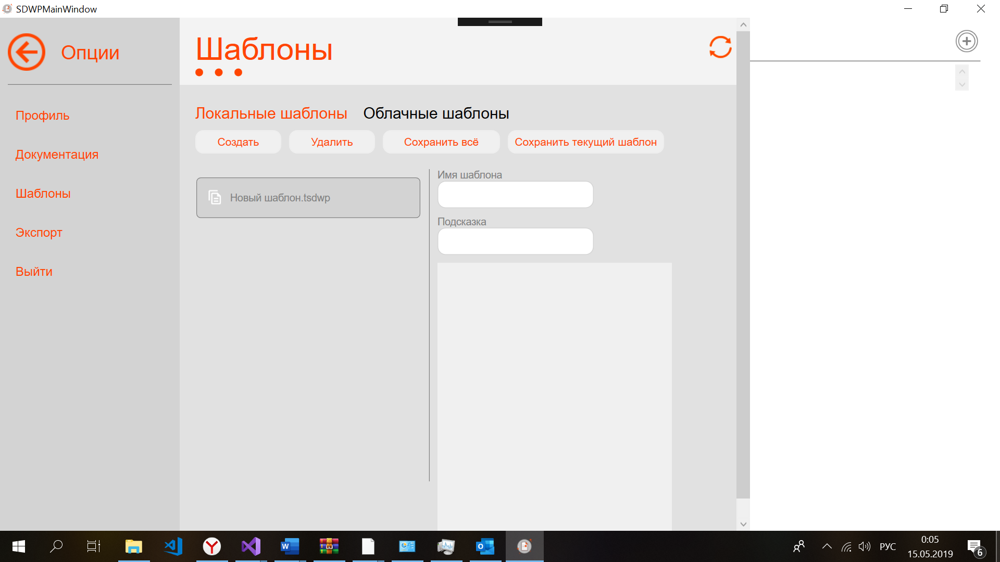 SDWPMainWindow
Опции
Профиль
Документация
Шаблоны
Экспорт
Выйти
Шаблоны
Локальные шаблоны Облачные шаблоны
Создать Удалить Сохранить всё Сохранить текущий шаблон
Новый шаблон.tsdwp
Имя шаблона
Подсказка
РУС
0:05
15.05.2019
6